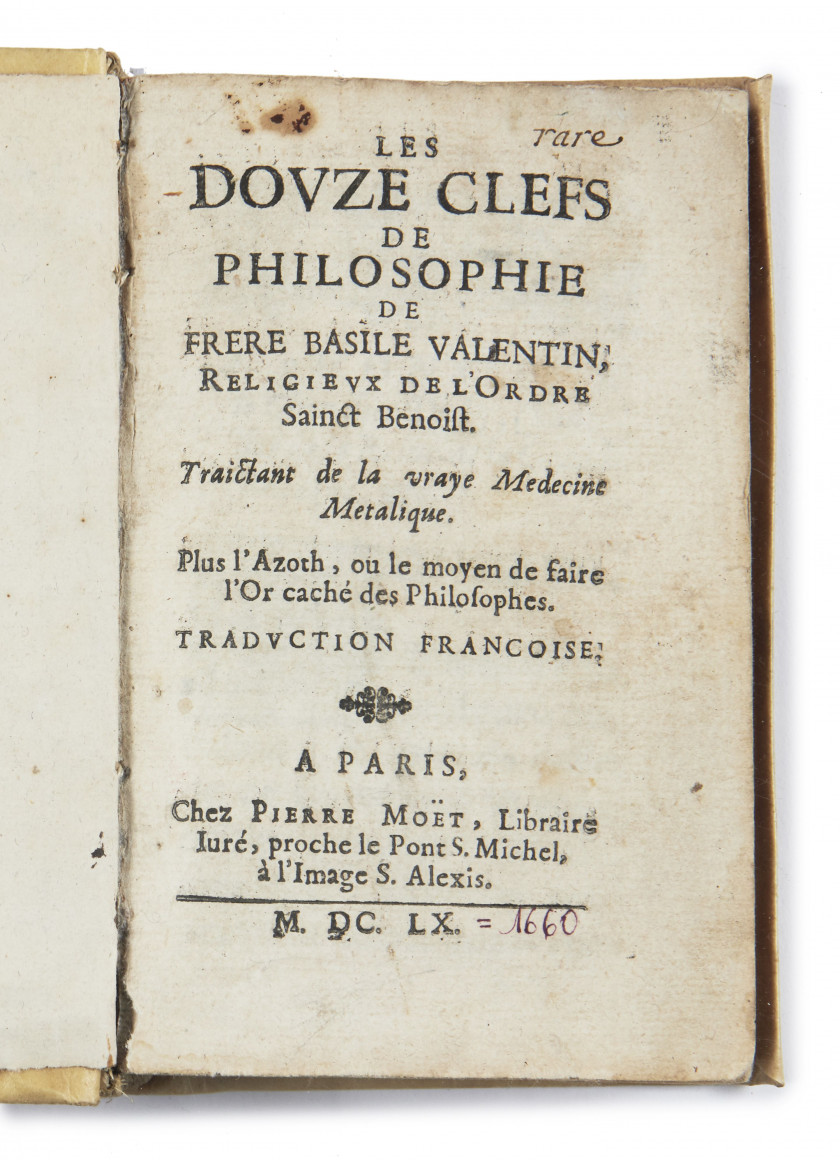 rare
LES
DOVZE CLEFS
DE
PHILOSOPHIE
DE
FRERE BASILE VALENTIN,
RELIGIEVX DE L'ORDRE
Sainct Benoiſt.
Traictant de la vraye Medecine
Metalique.
Plus l'Azoth, ou le moyen de faire
l'Or caché des Philoſophes.
TRADVCTION FRANCOISE,
A PARIS,
Chez PIERRE MOËT, Libraire
Iuré, proche le Pont S. Michel,
à l'Image S. Alexis.
M. DC. LX. = 1660